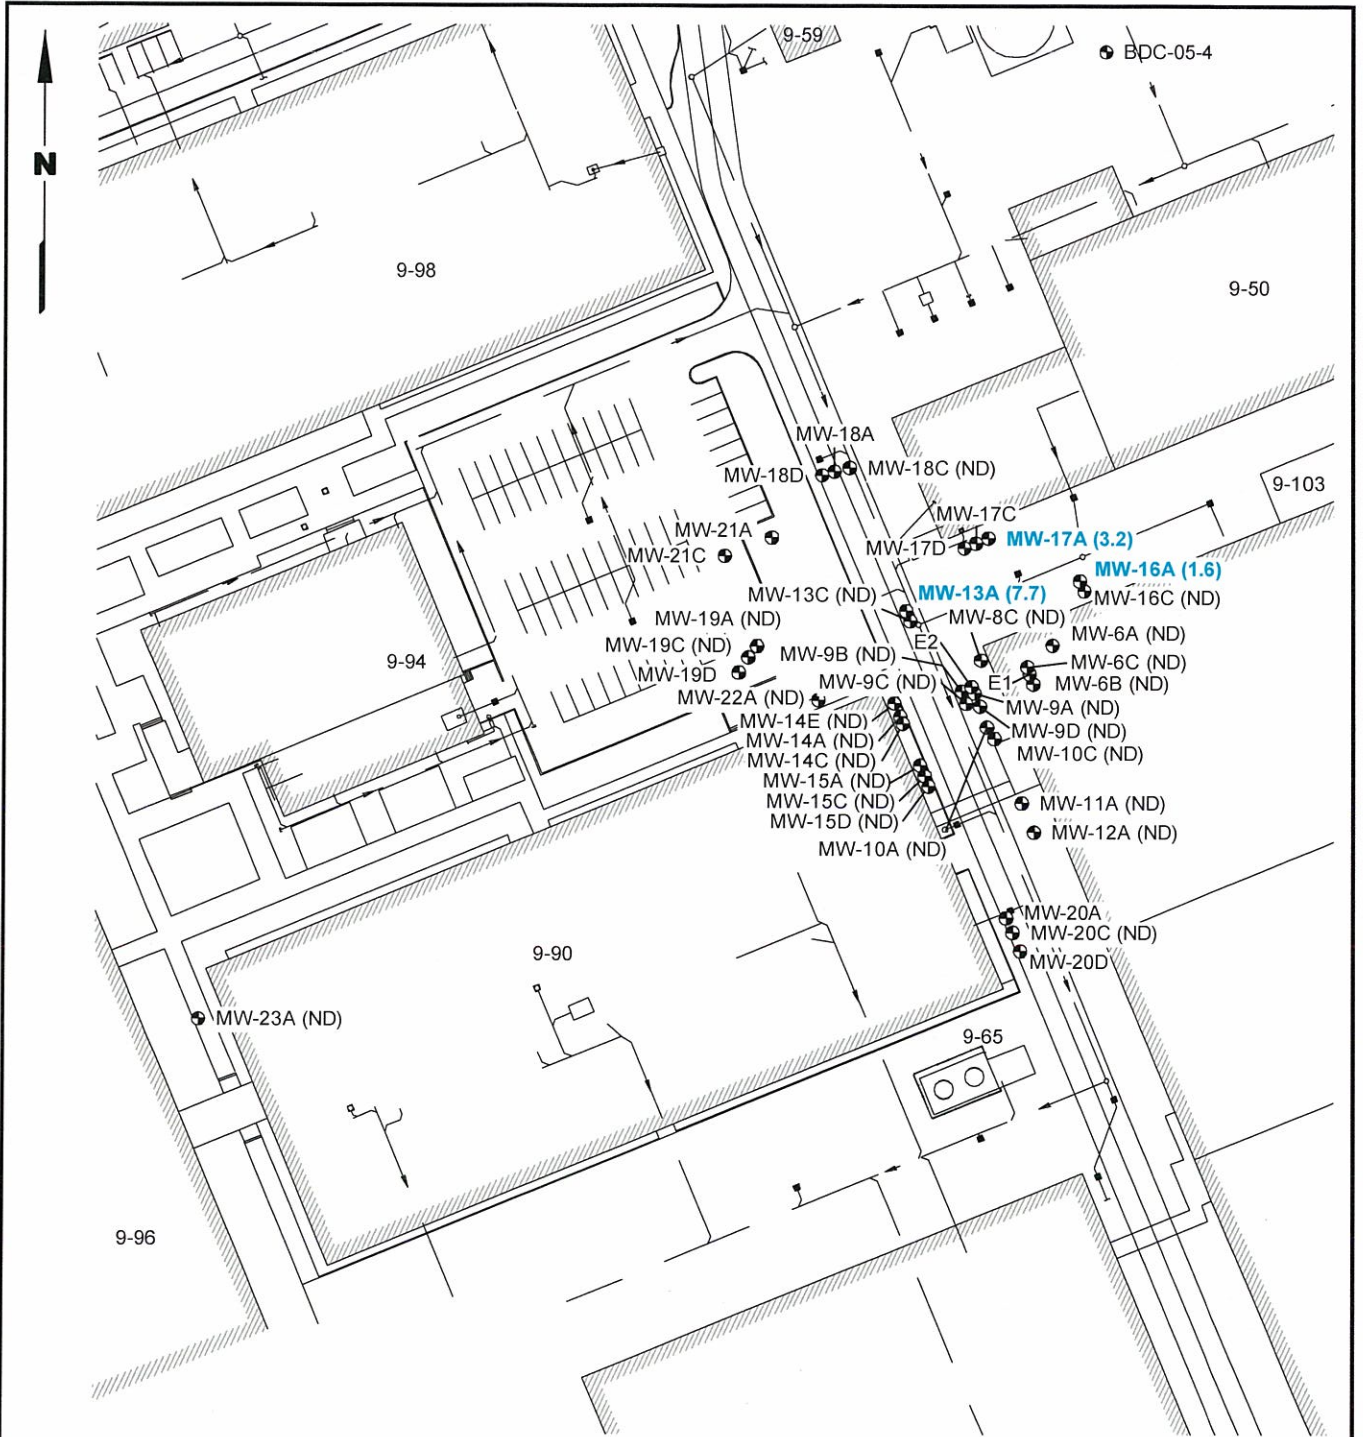 9-59
BDC-05-4
N
9-98
9-50
MW-18A
MW-18D
MW-18C (ND)
9-103
MW-17C
MW-21A
MW-17A (3.2)
MW-21C
MW-17D
MW-16A (1.6)
MW-13C (ND)
MW-13A (7.7)
MW-16C (ND)
MW-19A (ND)
MW-8C (ND)
MW-6A (ND)
MW-19C (ND)
E2
9-94
MW-9B (ND)
MW-6C (ND)
MW-19D
MW-9C (ND)
E1
MW-6B (ND)
MW-22A (ND)
MW-9A (ND)
MW-14E (ND)
MW-9D (ND)
MW-14A (ND)
MW-10C (ND)
MW-14C (ND)
MW-15A (ND)
MW-15C (ND)
MW-11A (ND)
MW-15D (ND)
MW-12A (ND)
MW-10A (ND)
MW-20A
MW-20C (ND)
9-90
MW-20D
MW-23A (ND)
9-65
9-96